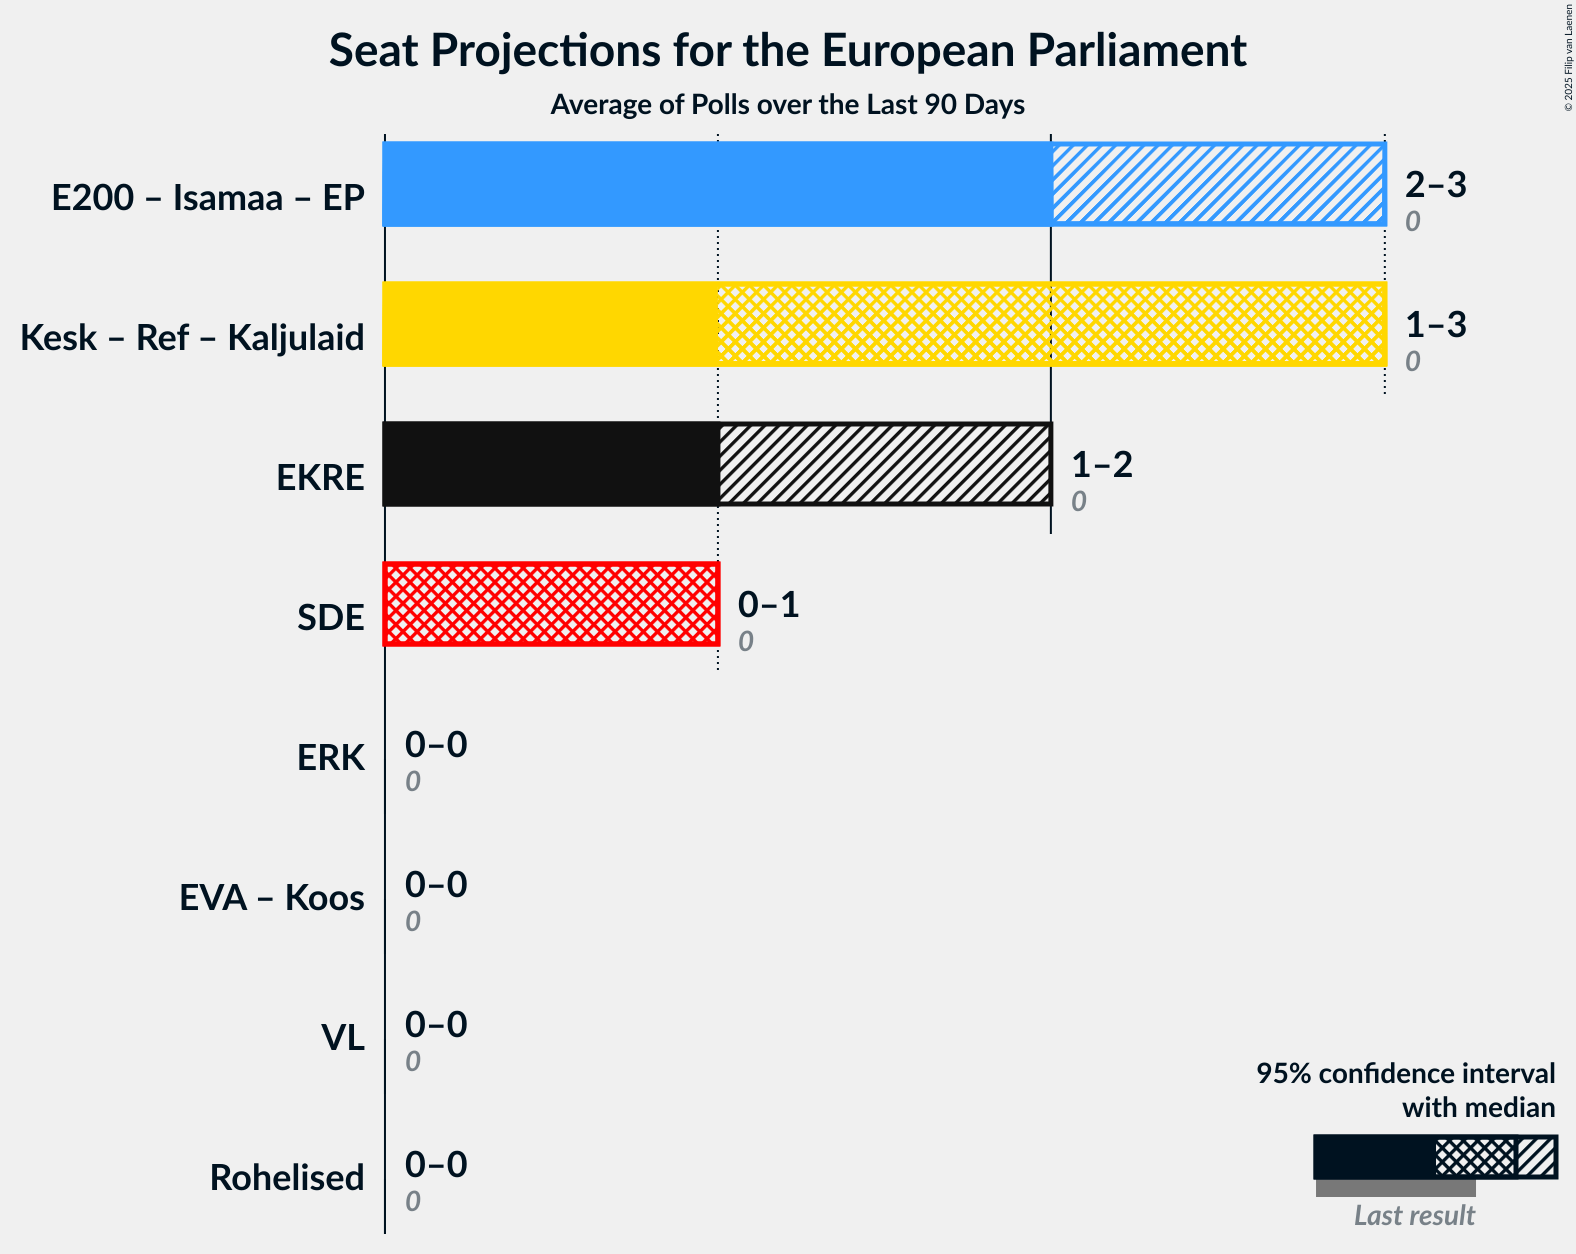 Seat Projections for the European Parliament
Average of Polls over the Last 90 Days
© 2025 Filip van Laenen
E200 – Isamaa – EP
2–3
0
Kesk – Ref – Kaljulaid
1–3
0
EKRE
1–2
0
SDE
0–1
0
ERK
0–0
0
EVA – Koos
0–0
0
VL
0–0
0
Rohelised
0–0
0
95% confidence interval
with median
Last result